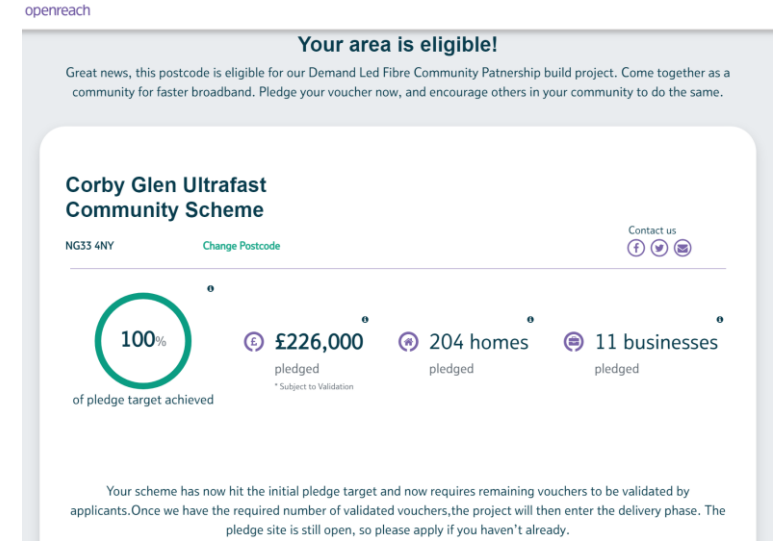 openreach
Your area is eligible!
Great news, this postcode is eligible for our Demand Led Fibre Community Patnership build project. Come together as a
community for faster broadband. Pledge your voucher now, and encourage others in your community to do the same.
Corby Glen Ultrafast
Community Scheme
Contact us
NG33 4NY Change Postcode
100%
of pledge target achieved
£226,000
pledged
* Subject to Validation
204 homes
pledged
11 businesses
pledged
Your scheme has now hit the initial pledge target and now requires remaining vouchers to be validated by
applicants.Once we have the required number of validated vouchers,the project will then enter the delivery phase. The
pledge site is still open, so please apply if you haven't already.